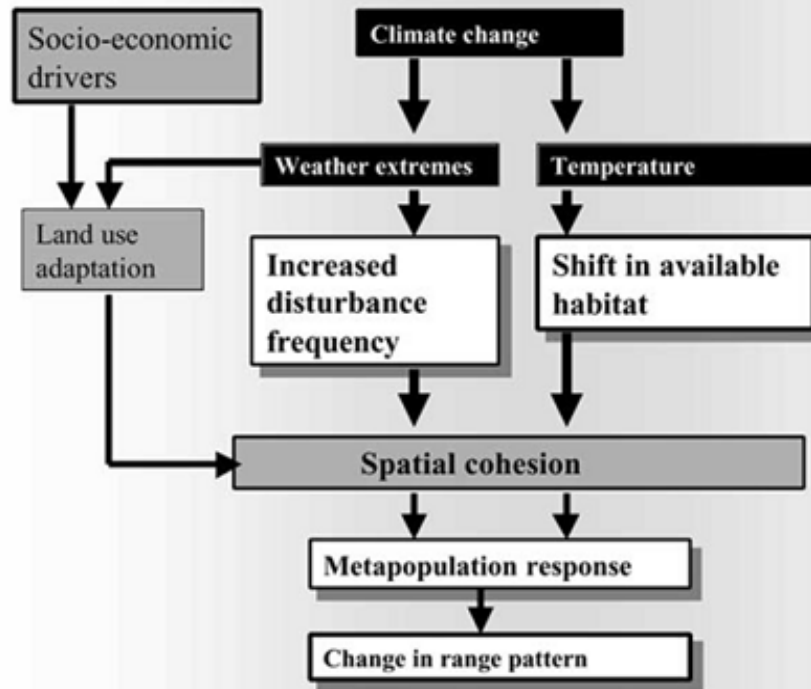 Socio-economic
drivers
Climate change
Weather extremes
Temperature
Land use
adaptation
Increased
disturbance
frequency
Shift in available
habitat
Spatial cohesion
Metapopulation response
Change in range pattern